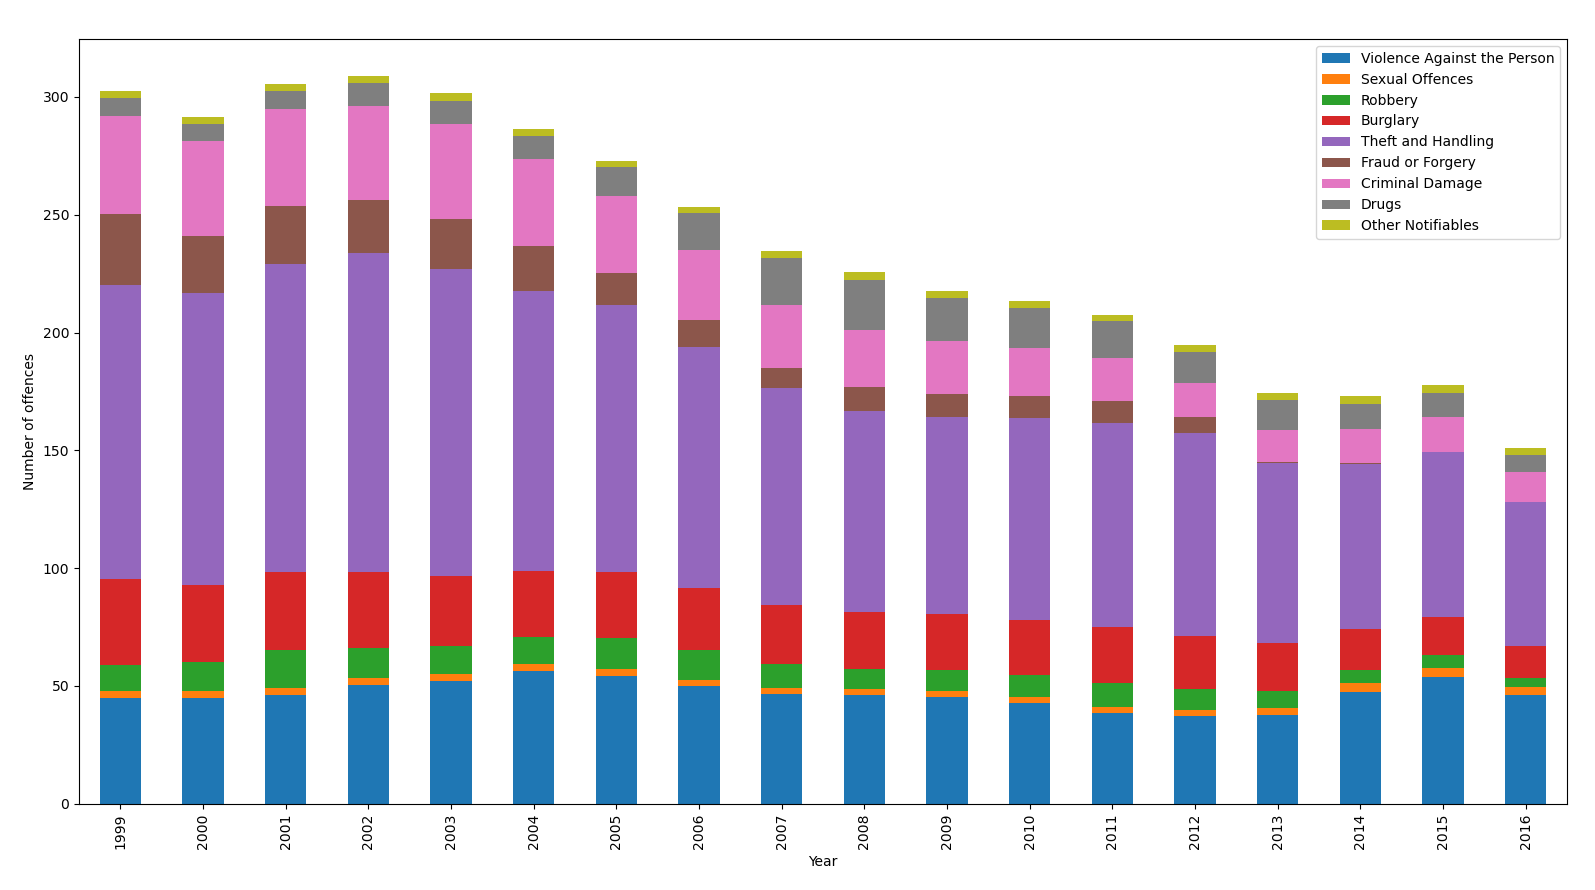 Violence Against the Person
Sexual Offences
Robbery
Burglary
Theft and Handling
Fraud or Forgery
Criminal Damage
Drugs
Other Notifiables
300
250
200
150
100
50
0
Number of offences
1999
2000
2001
2002
2003
2004
2005
2006
2007
2008
2009
2010
2011
2012
2013
2014
2015
2016
Year